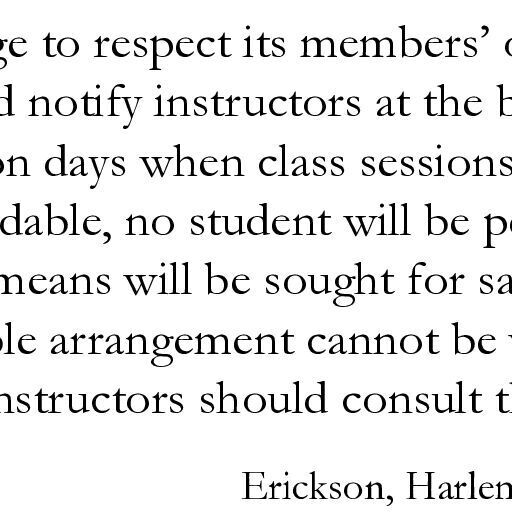 ge to respect its members’
d notify instructors at the b
on days when class sessions
dable, no student will be p
means will be sought for sa
ble arrangement cannot be
nstructors should consult t
Erickson, Harlem